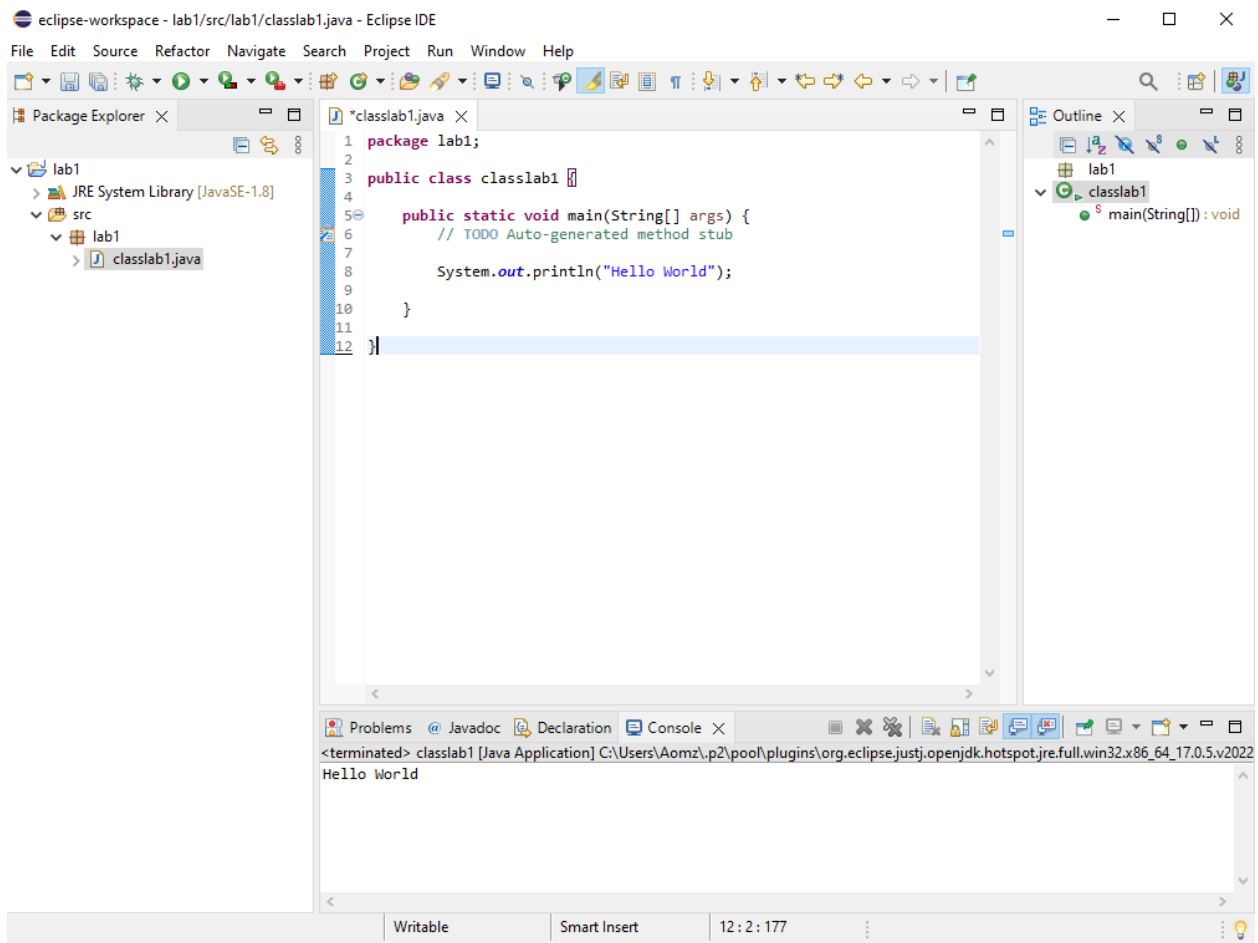 eclipse-workspace - lab1/src/lab1/classlab1.java - Eclipse IDE
File Edit Source Refactor Navigate Search Project Run Window Help
Package Explorer
lab1
JRE System Library [JavaSE-1.8]
src
lab1
classlab1.java
*classlab1.java
1 package lab1;
2
3 public class classlab1 {
4
5 public static void main(String[] args) {
6 // TODO Auto-generated method stub
7
8 System.out.println("Hello World");
9
10 }
11
12 }
Outline
lab1
classlab1
main(String[]) : void
Problems @ Javadoc Declaration Console
<terminated> classlab1 [Java Application] C:\Users\Aomz\.p2\pool\plugins\org.eclipse.justj.openjdk.hotspot.jre.full.win32.x86_64_17.0.5.v2022
Hello World
Writable Smart Insert 12 : 2 : 177